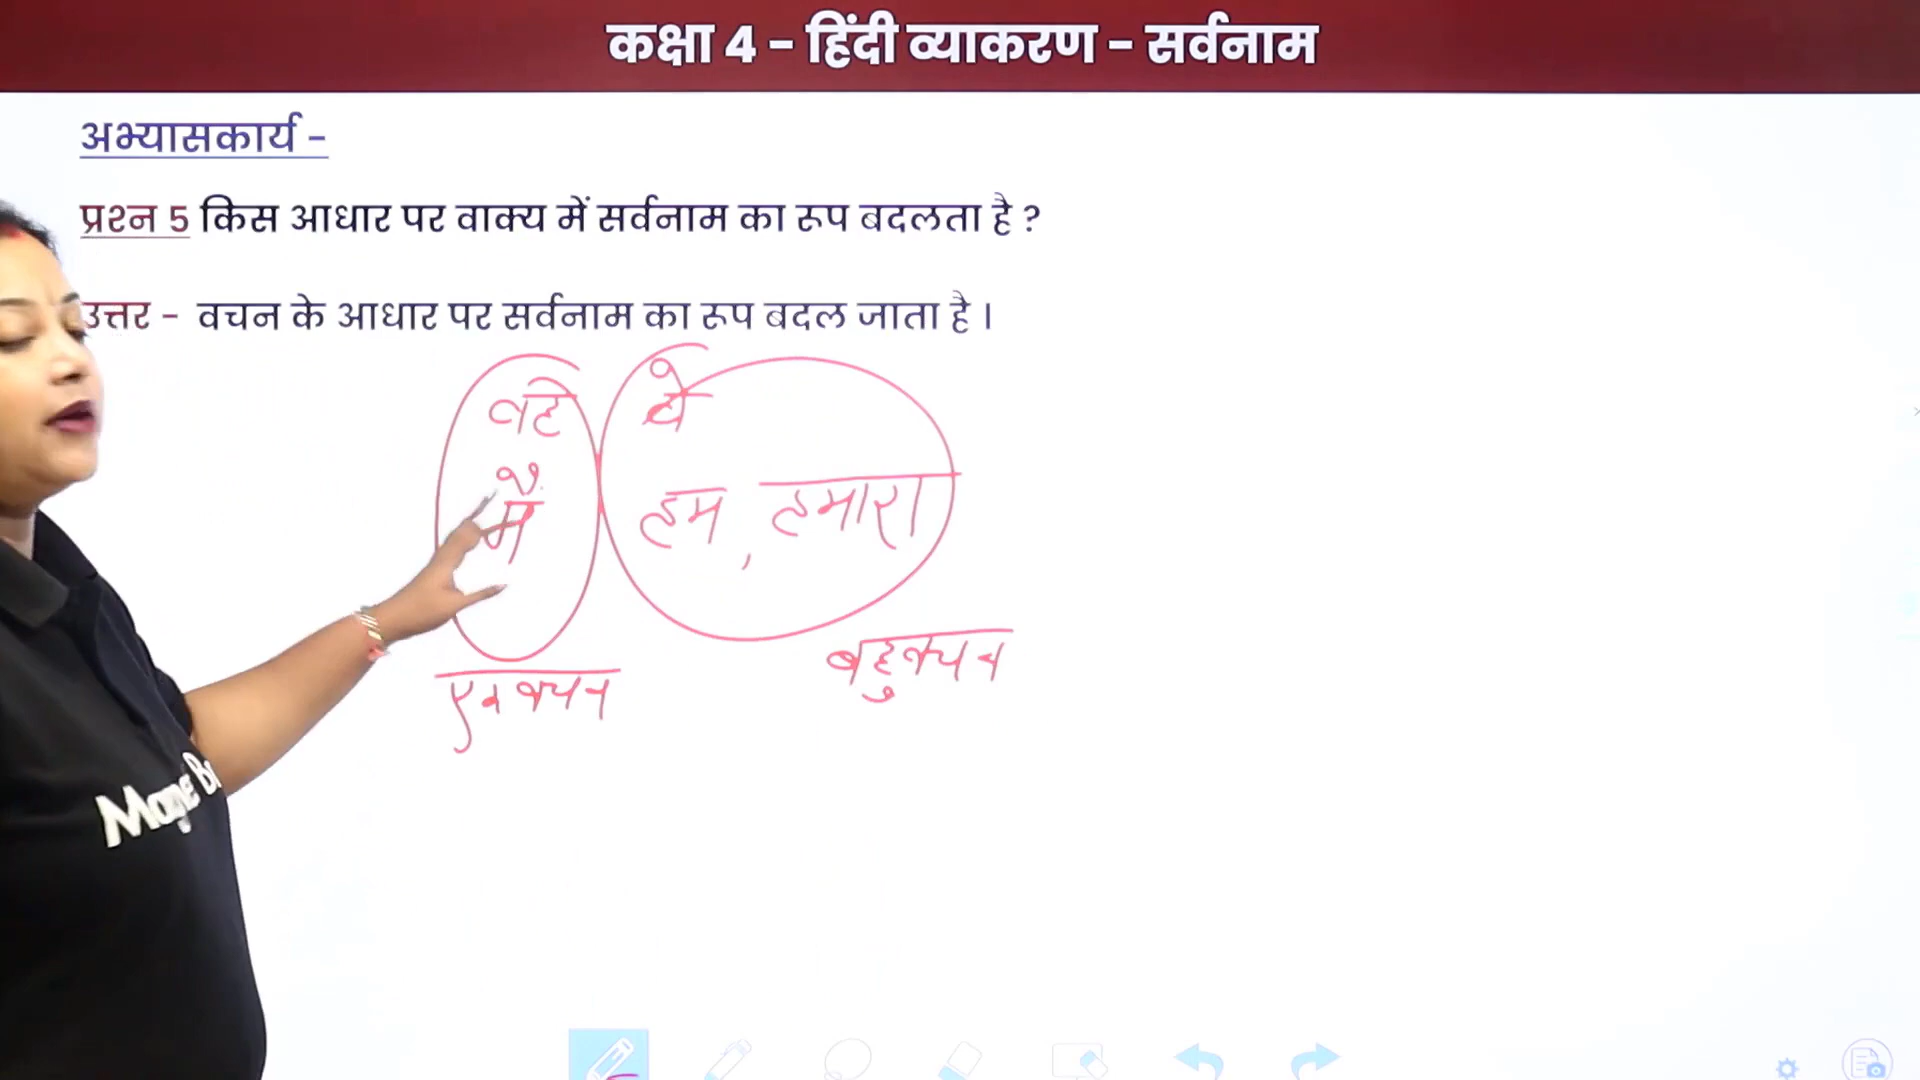 कक्षा 4 - हिंदी व्याकरण - सर्वनाम
अभ्यासकार्य -
प्रश्न 5 किस आधार पर वाक्य में सर्वनाम का रूप बदलता है ?
उत्तर - वचन के आधार पर सर्वनाम का रूप बदल जाता है ।
वह वे
मैं हम, हमारा
एकवचन बहुवचन